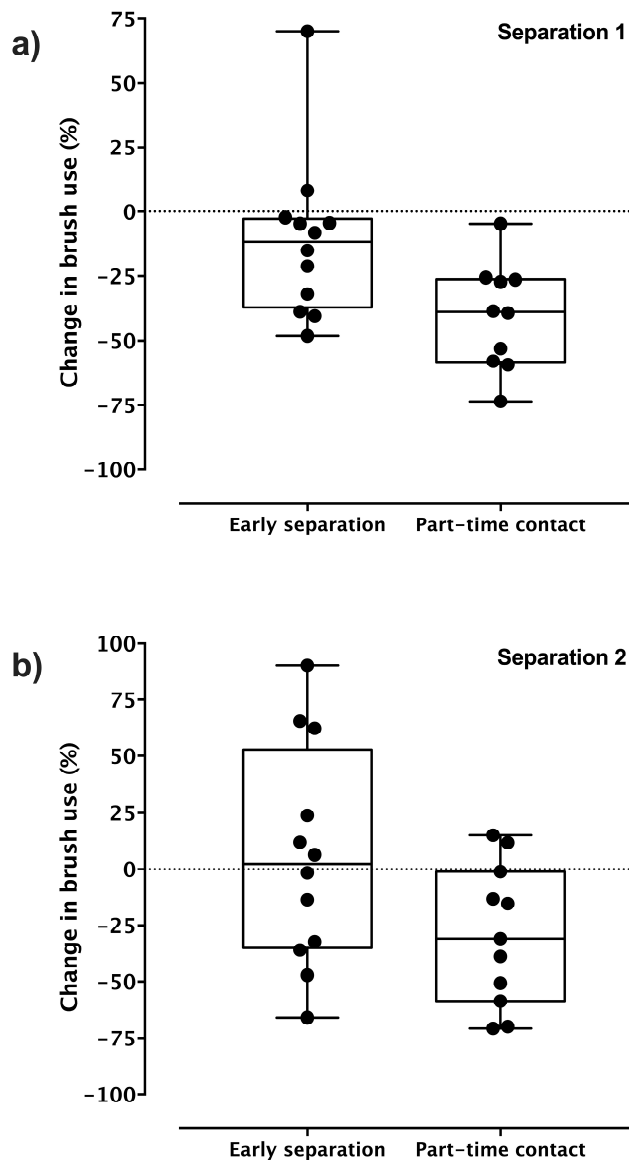 a)
Separation 1
Change in brush use (%)
75
50
25
0
−25
−50
−75
−100
Early separation
Part−time contact
b)
Separation 2
Change in brush use (%)
100
75
50
25
0
−25
−50
−75
−100
Early separation
Part−time contact